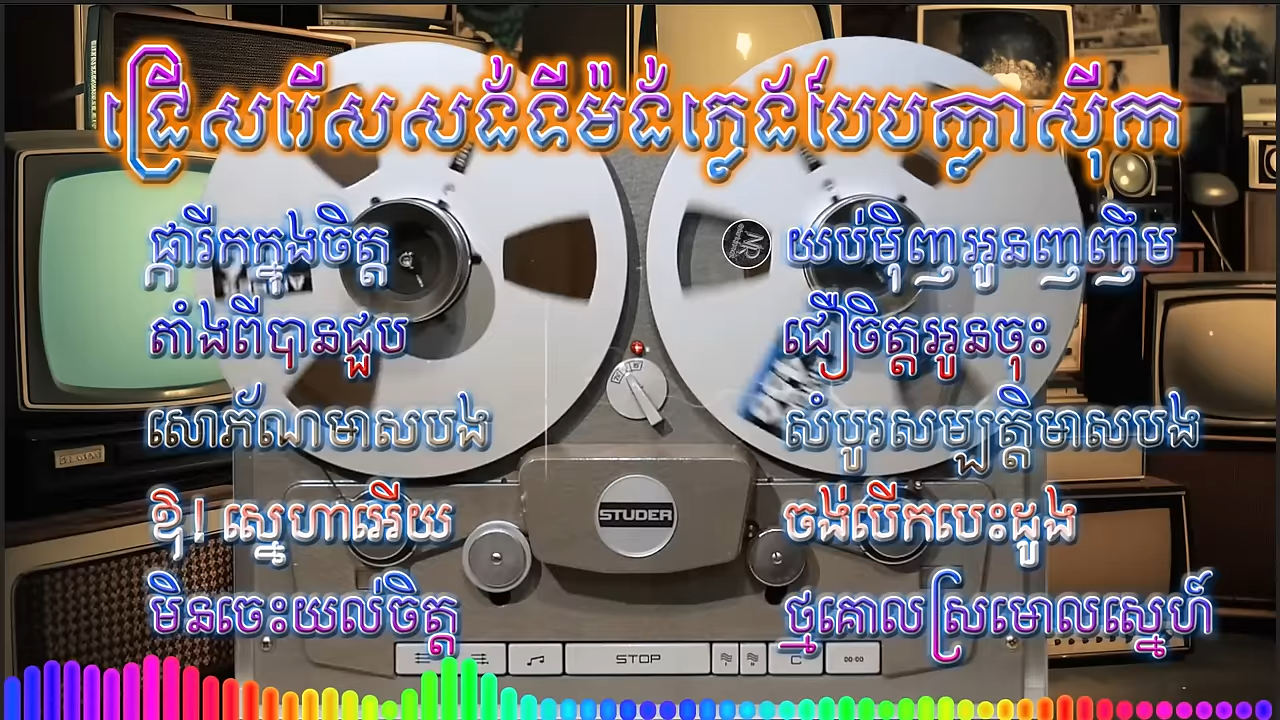 ជ្រើសរើសសង់ទីម៉ង់ភ្លេងបែបក្លាស៊ីក
ផ្ការីកក្នុងចិត្ត
តាំងពីបានជួប
សោភ័ណមាសបង
ឱ! ស្នេហាអើយ
មិនចេះយល់ចិត្ត
យប់ម៉ិញអូនញញឹម
ជឿចិត្តអូនចុះ
សំបូរសម្បត្តិមាសបង
ចង់បើកបេះដូង
ថ្មគោលស្រមោលស្នេហ៍
NR
STUDER
STOP
C
00:00